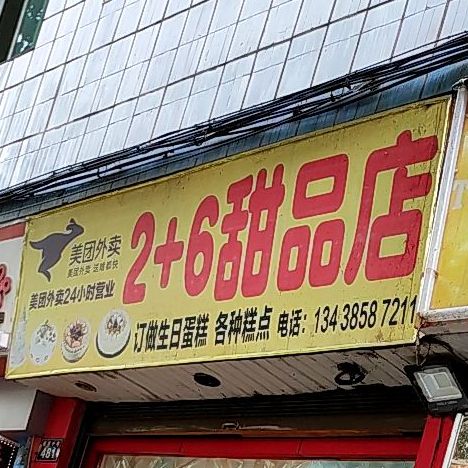 美团外卖
美团外卖 送啥都快
美团外卖24小时营业
2+6甜品店
订做生日蛋糕 各种糕点 电话: 134 3858 7211
481